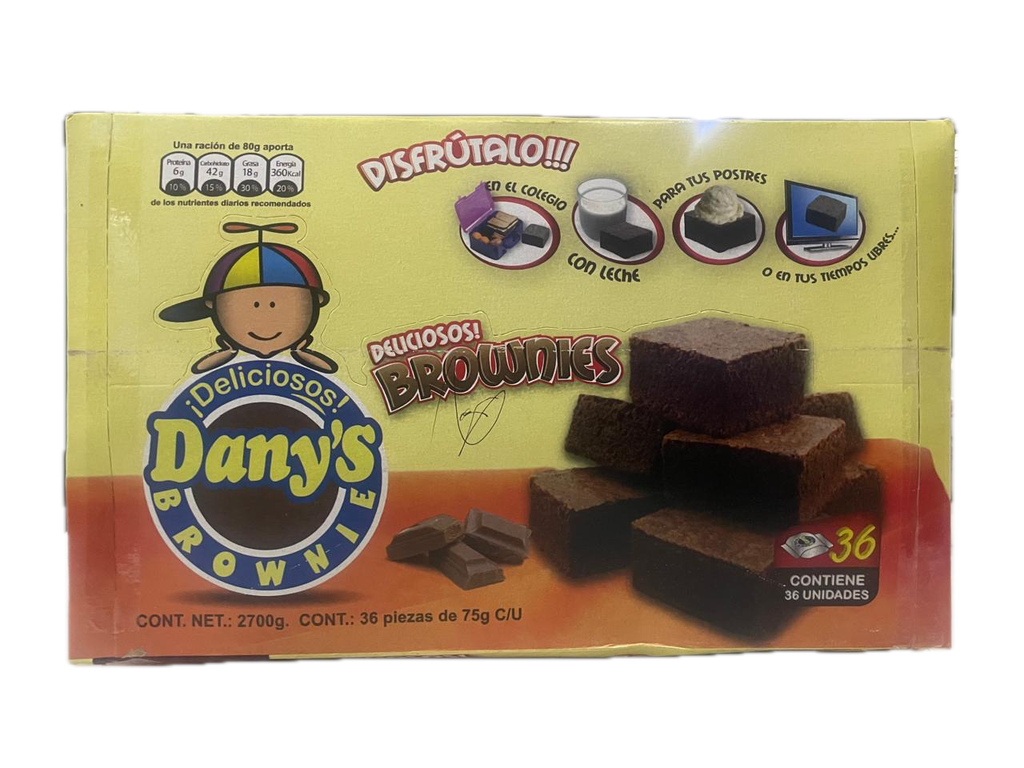 Una ración de 80g aporta
Proteína Carbohidrato Grasa Energía
6g 42g 18g 360Kcal
10% 15% 30% 20%
de los nutrientes diarios recomendados
DISFRÚTALO!!!
EN EL COLEGIO
CON LECHE
PARA TUS POSTRES
O EN TUS TIEMPOS LIBRES...
DELICIOSOS!
BROWNIES
¡Deliciosos!
Dany's
BROWNIE
36
CONTIENE
36 UNIDADES
CONT. NET.: 2700g. CONT.: 36 piezas de 75g C/U